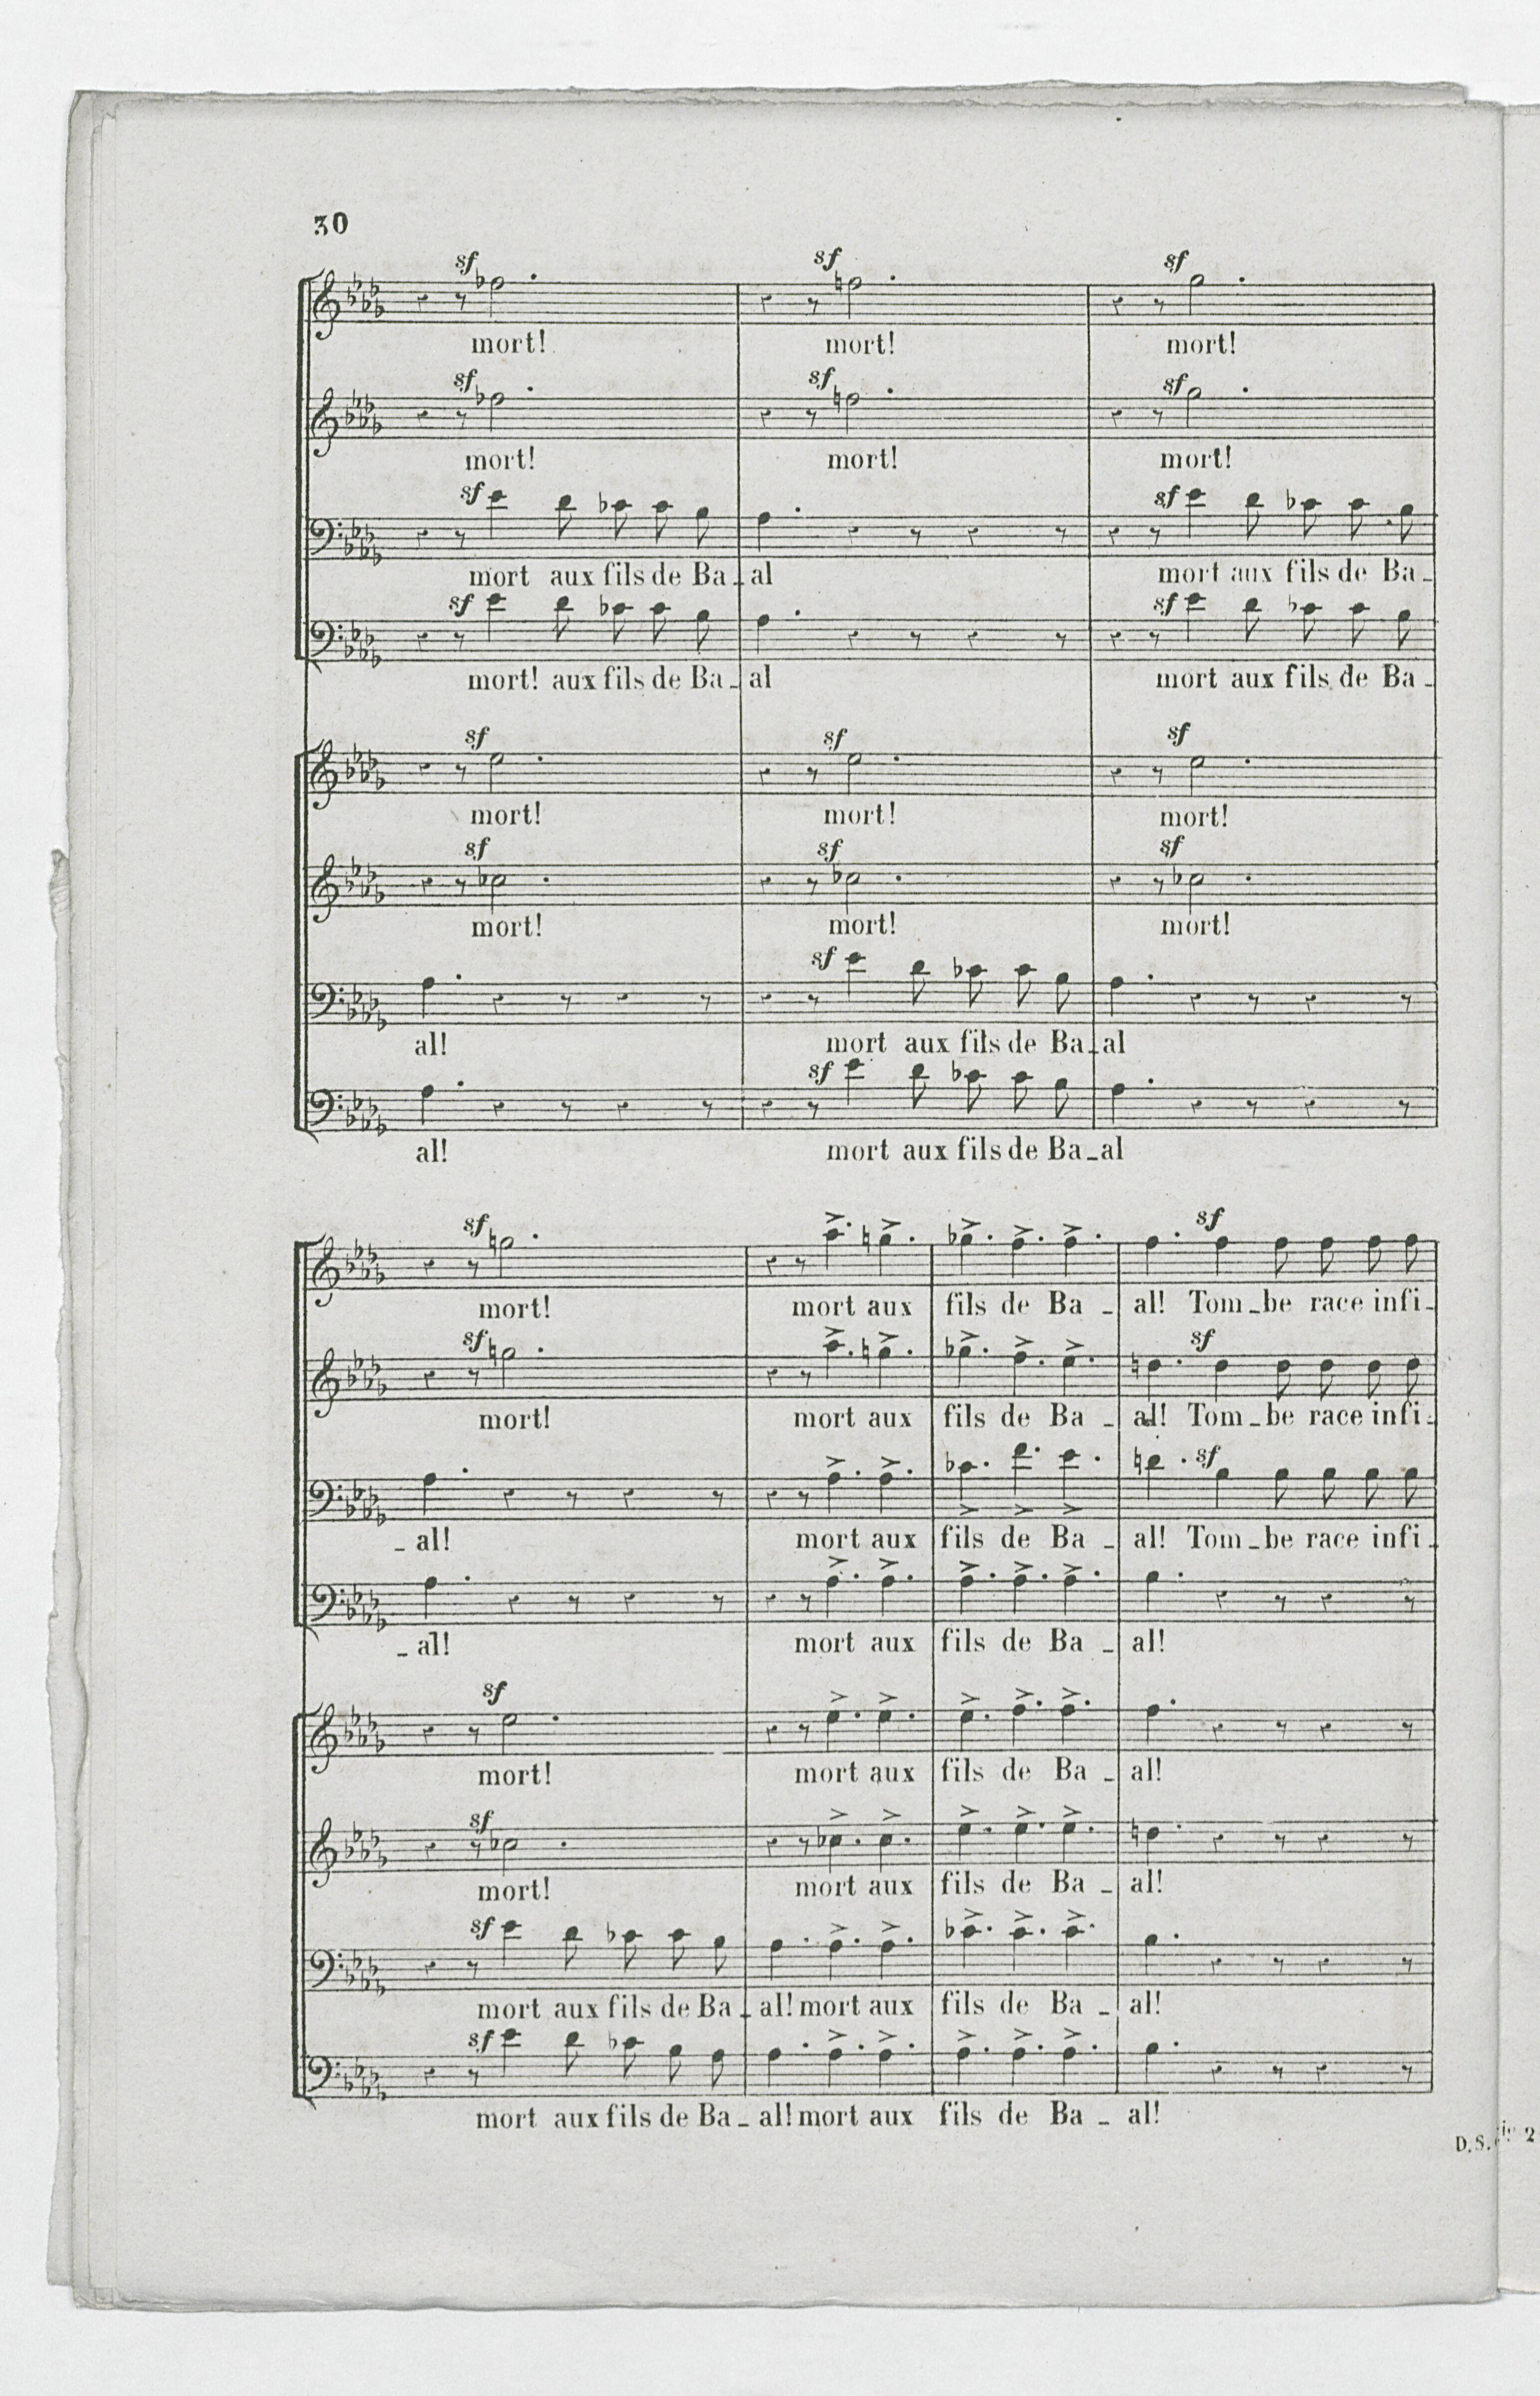 30
sf sf sf
mort! mort! mort!
sf sf sf
mort! mort! mort!
sf sf
mort aux fils de Ba_al mort aux fils de Ba_
sf sf
mort! aux fils de Ba_al mort aux fils de Ba_
sf sf sf
mort! mort! mort!
sf sf sf
mort! mort! mort!
sf
al! mort aux fils de Ba_al
sf
al! mort aux fils de Ba_al
sf sf
mort! mort aux fils de Ba_al! Tom_be race infi_
sf sf
mort! mort aux fils de Ba_al! Tom_be race infi_
sf
_al! mort aux fils de Ba_al! Tom_be race infi_
_al! mort aux fils de Ba_al!
sf
mort! mort aux fils de Ba_al!
sf
mort! mort aux fils de Ba_al!
sf
mort aux fils de Ba_al! mort aux fils de Ba_al!
sf
mort aux fils de Ba_al! mort aux fils de Ba_al!
D.S.